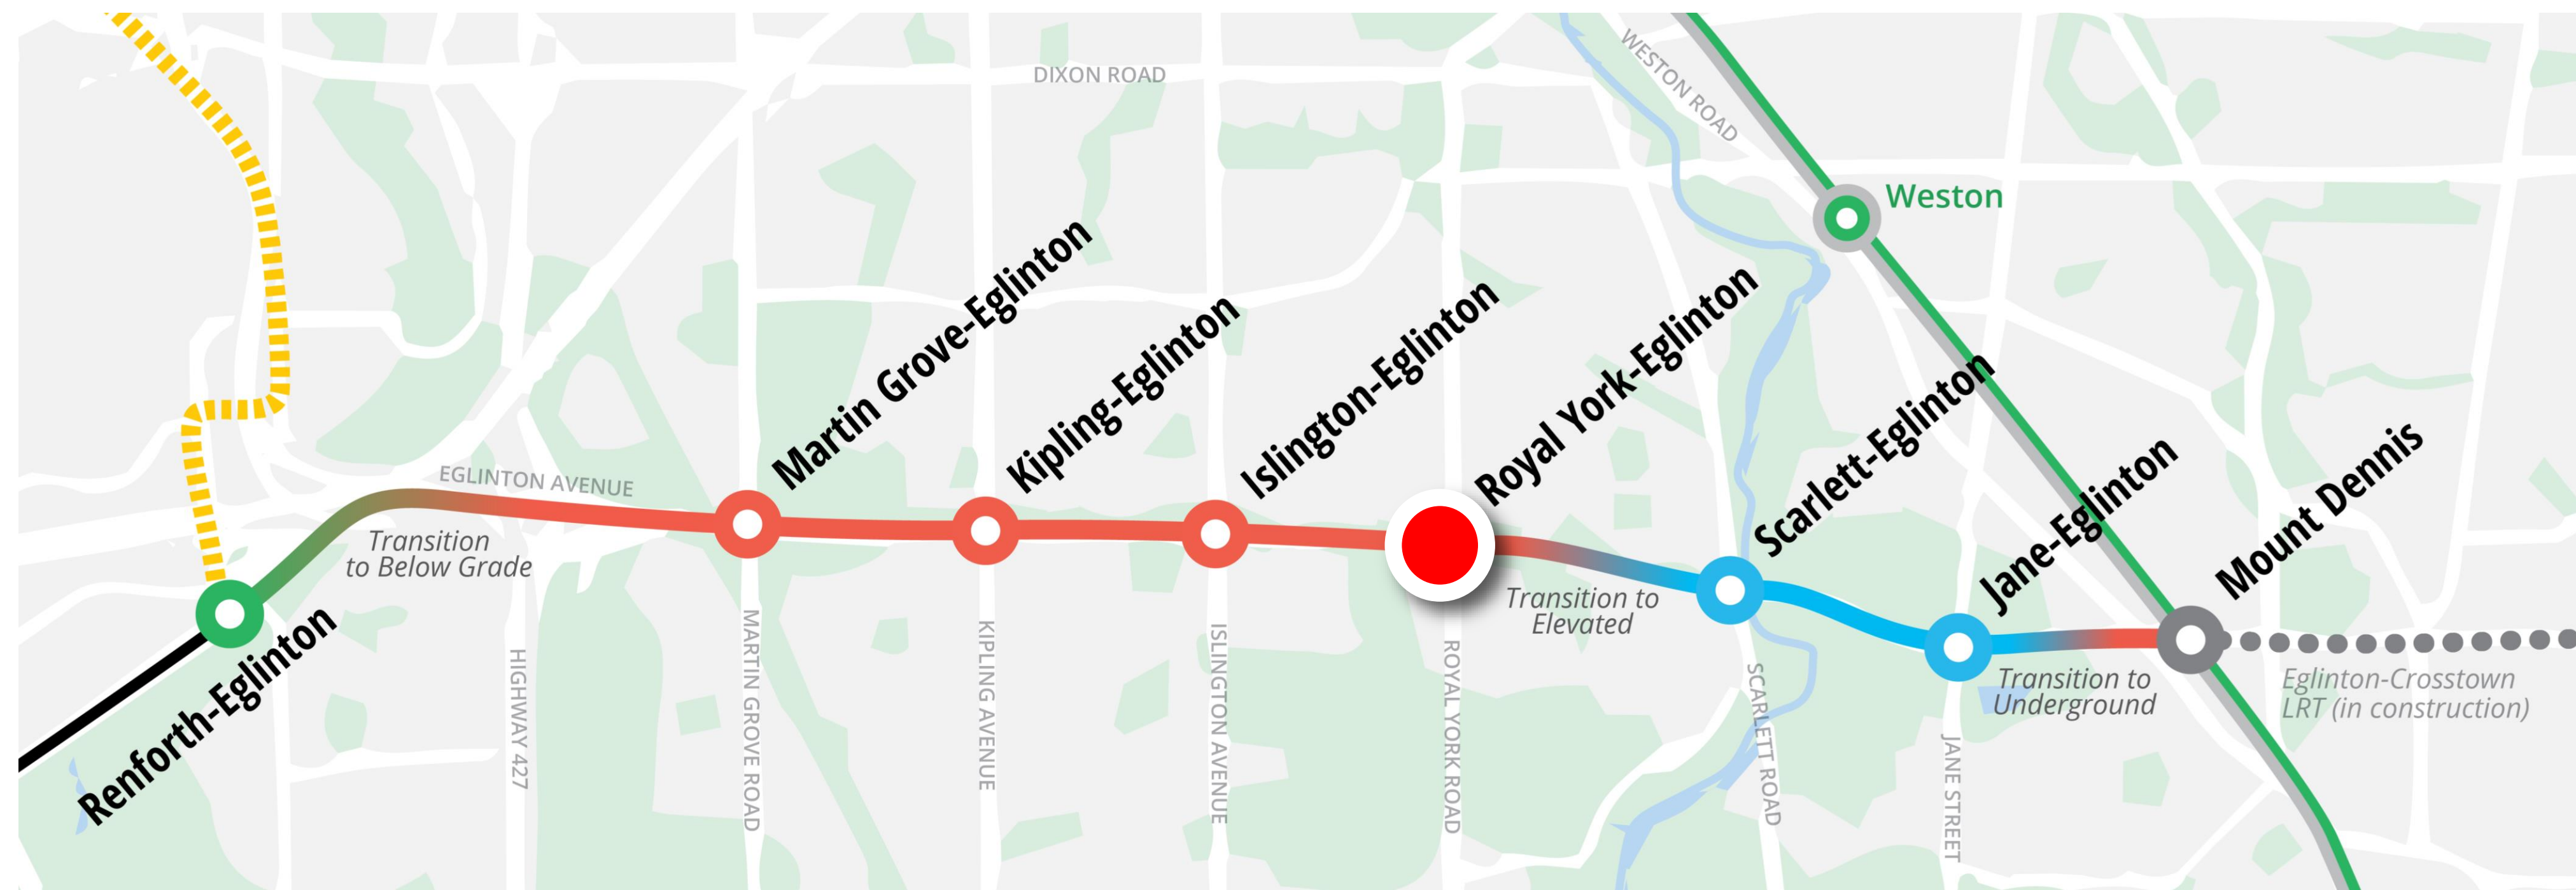 DIXON ROAD
WESTON ROAD
Weston
Martin Grove-Eglinton
Kipling-Eglinton
Islington-Eglinton
Royal York-Eglinton
Scarlett-Eglinton
Jane-Eglinton
Mount Dennis
EGLINTON AVENUE
Transition
to Below Grade
Renforth-Eglinton
Transition to
Elevated
Transition to
Underground
Eglinton-Crosstown
LRT (in construction)
HIGHWAY 427
MARTIN GROVE ROAD
KIPLING AVENUE
ISLINGTON AVENUE
ROYAL YORK ROAD
SCARLETT ROAD
JANE STREET